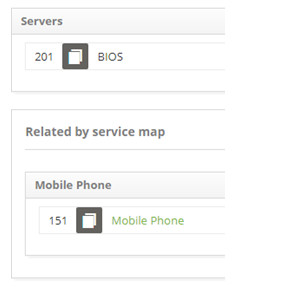 Servers
201 BIOS
Related by service map
Mobile Phone
151 Mobile Phone